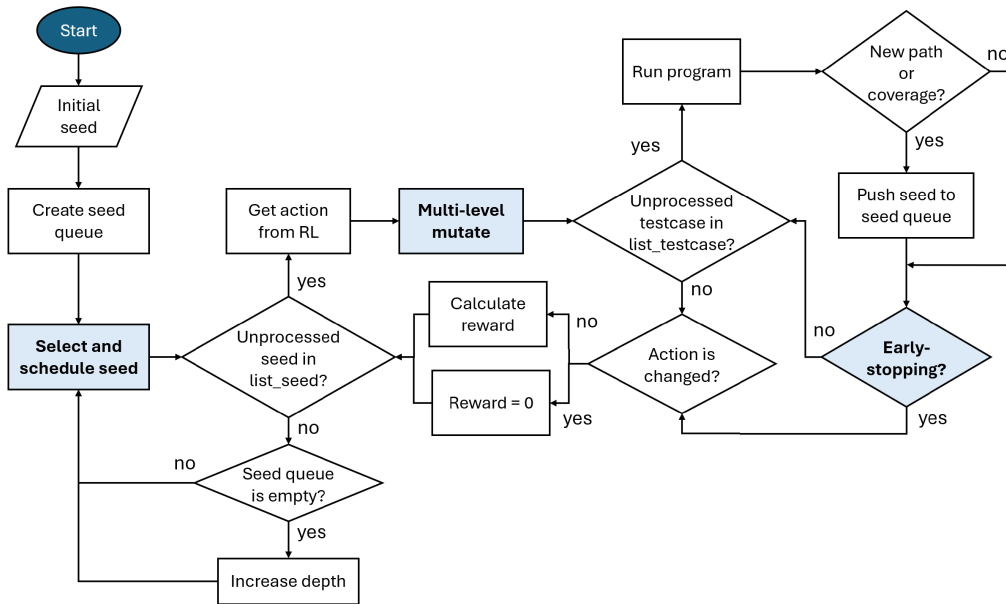 Start
Initial
seed
Create seed
queue
Select and
schedule seed
Get action
from RL
yes
Unprocessed
seed in
list_seed?
no
Seed queue
is empty?
no
yes
Increase depth
Multi-level
mutate
Unprocessed
testcase in
list_testcase?
yes
no
Run program
New path
or
coverage?
no
yes
Push seed to
seed queue
Early-
stopping?
no
yes
Action is
changed?
no
yes
Calculate
reward
Reward = 0